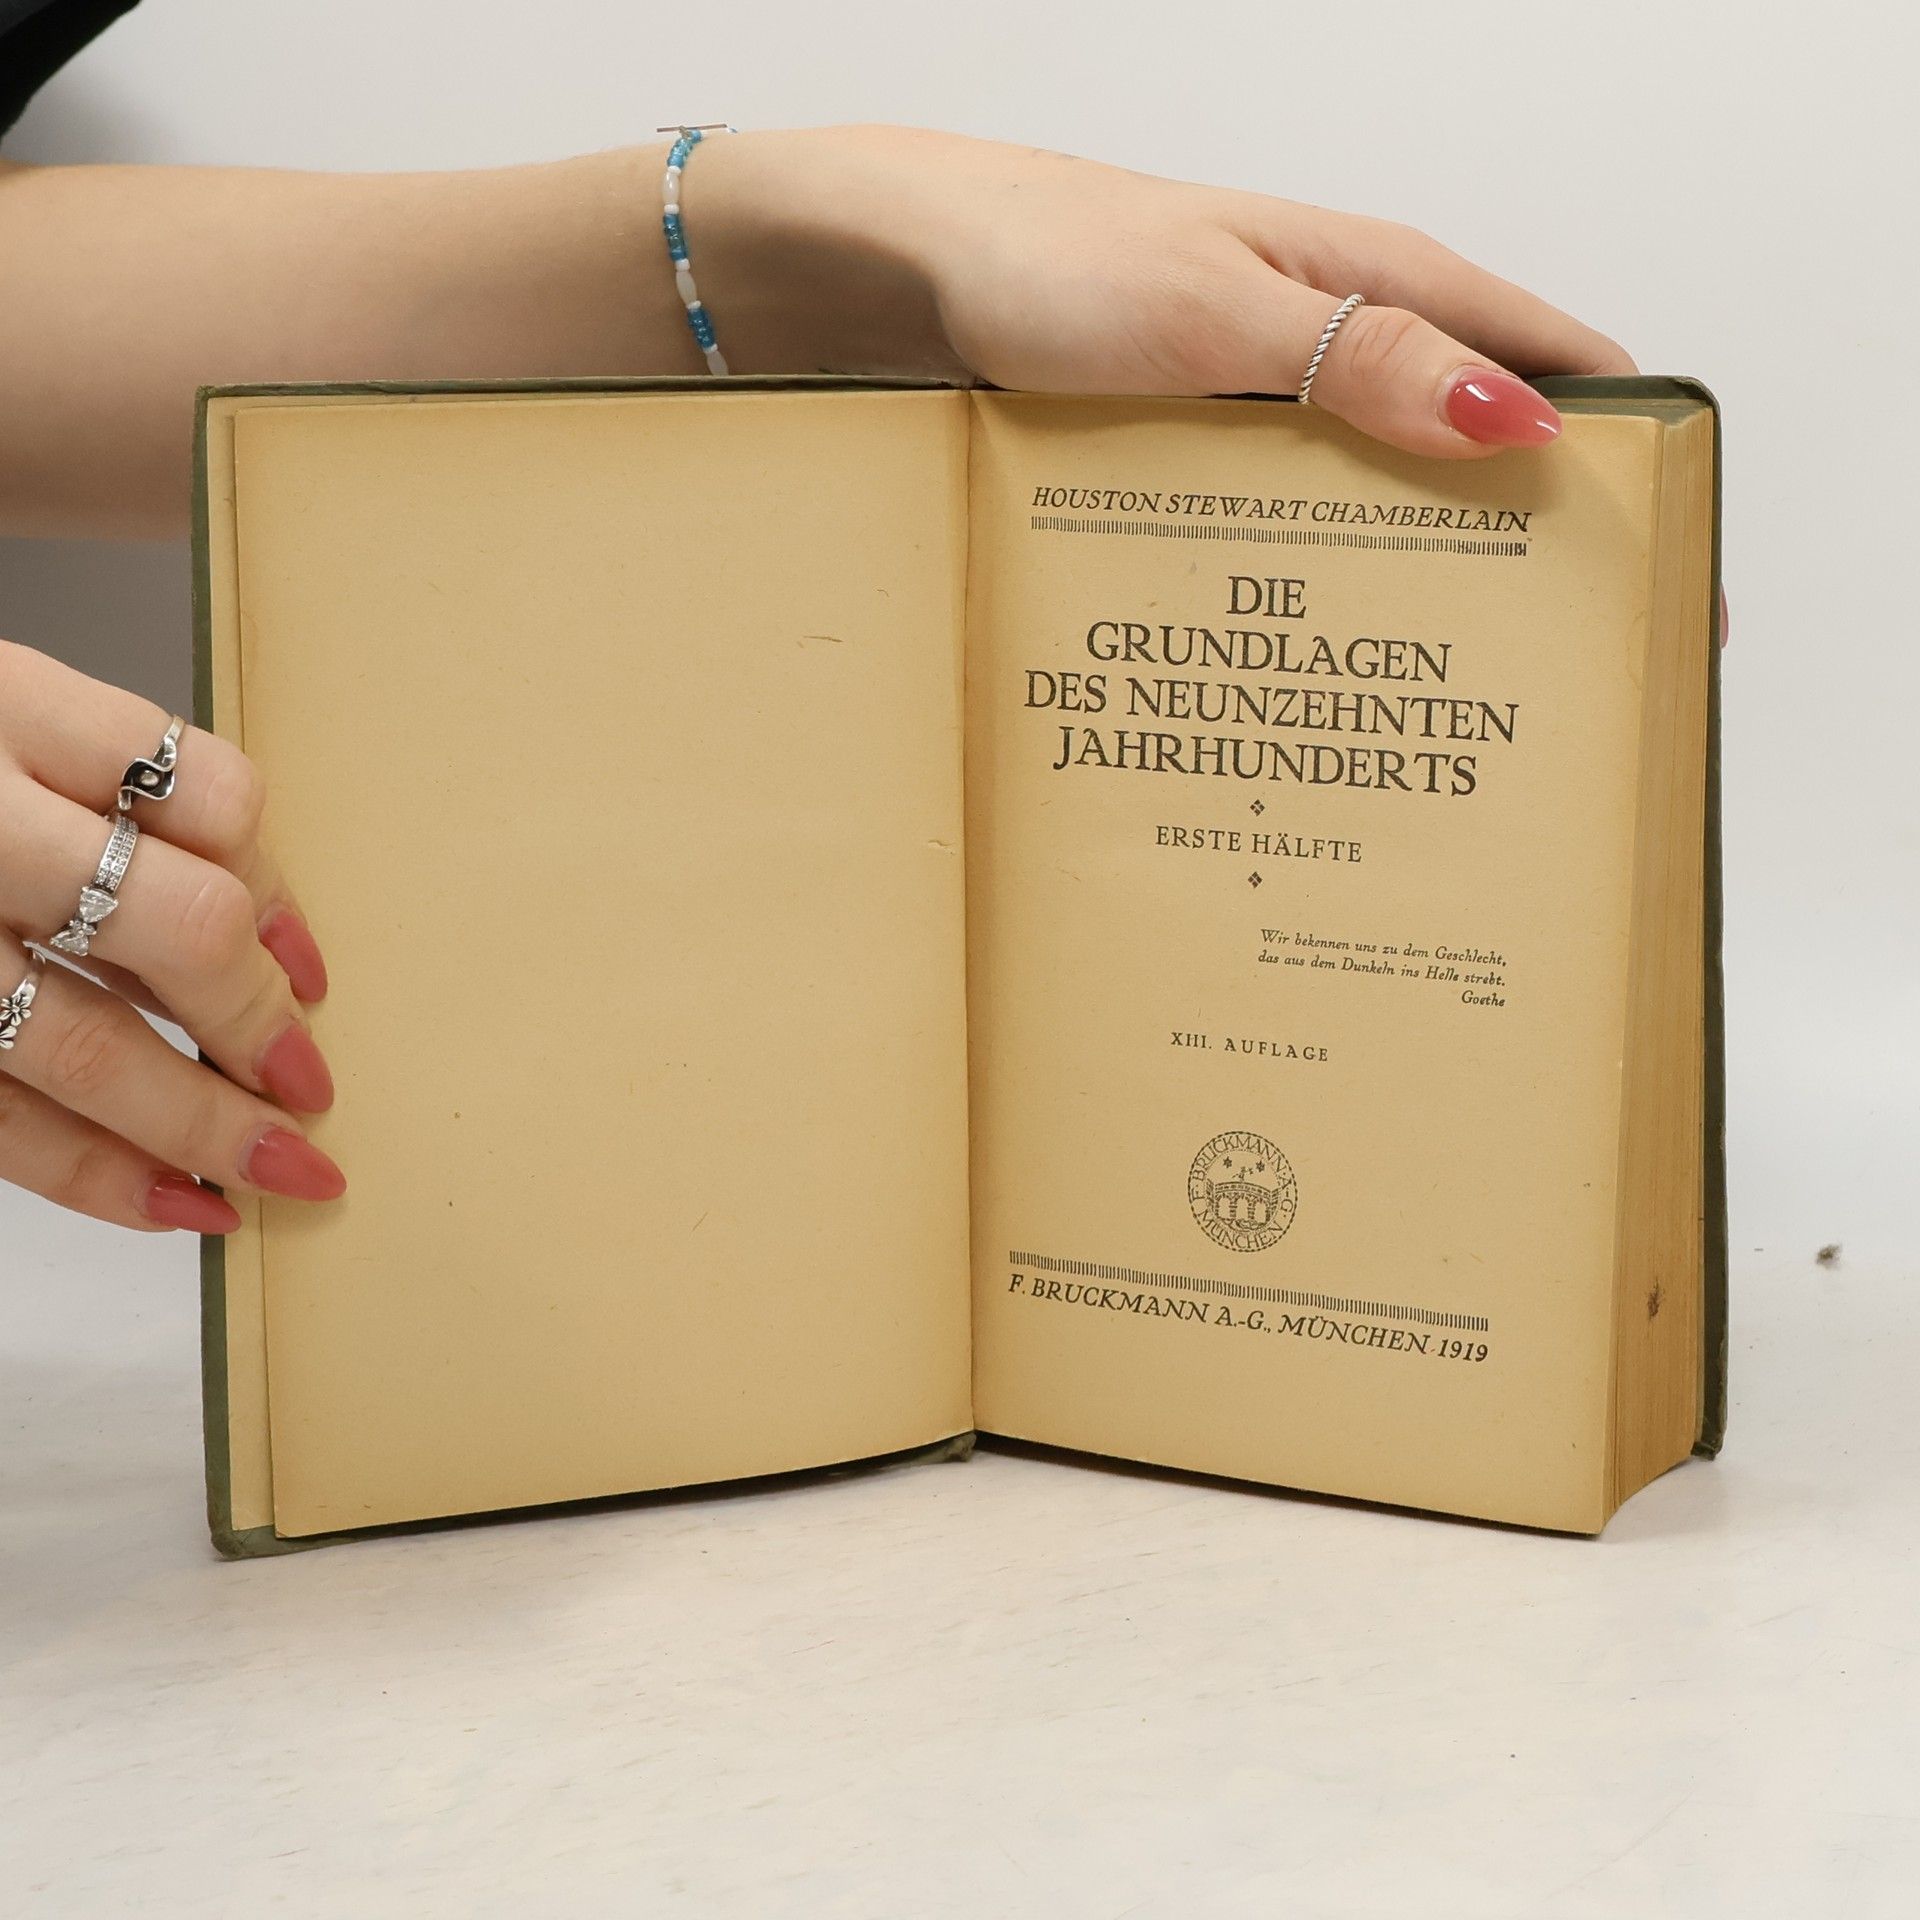 HOUSTON STEWART CHAMBERLAIN
DIE
GRUNDLAGEN
DES NEUNZEHNTEN
JAHRHUNDERTS
ERSTE HÄLFTE
Wir bekennen uns zu dem Geschlecht,
das aus dem Dunkeln ins Helle strebt.
Goethe
XIII. AUFLAGE
F. BRUCKMANN A.-G. MÜNCHEN
F. BRUCKMANN A.-G., MÜNCHEN 1919